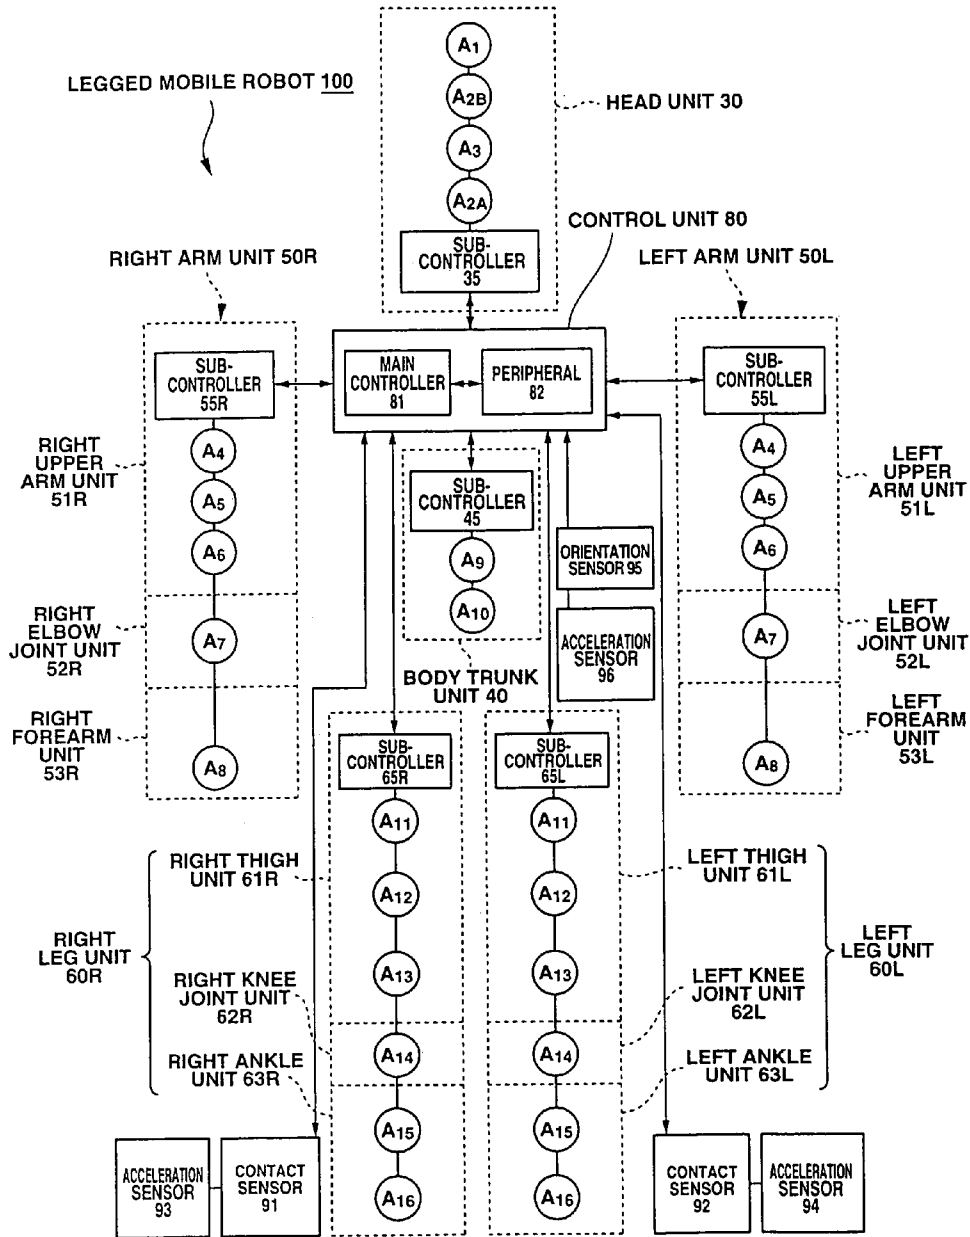 LEGGED MOBILE ROBOT 100
A1
A2B
A3
A2A
HEAD UNIT 30
SUB-
CONTROLLER
35
CONTROL UNIT 80
RIGHT ARM UNIT 50R
LEFT ARM UNIT 50L
MAIN
CONTROLLER
81
PERIPHERAL
82
SUB-
CONTROLLER
55R
A4
A5
A6
A7
A8
RIGHT
UPPER
ARM UNIT
51R
RIGHT
ELBOW
JOINT UNIT
52R
RIGHT
FOREARM
UNIT
53R
SUB-
CONTROLLER
45
A9
A10
BODY TRUNK
UNIT 40
ORIENTATION
SENSOR 95
ACCELERATION
SENSOR
96
SUB-
CONTROLLER
55L
A4
A5
A6
A7
A8
LEFT
UPPER
ARM UNIT
51L
LEFT
ELBOW
JOINT UNIT
52L
LEFT
FOREARM
UNIT
53L
SUB-
CONTROLLER
65R
A11
A12
A13
A14
A15
A16
SUB-
CONTROLLER
65L
A11
A12
A13
A14
A15
A16
RIGHT
LEG UNIT
60R
RIGHT THIGH
UNIT 61R
RIGHT KNEE
JOINT UNIT
62R
RIGHT ANKLE
UNIT 63R
LEFT THIGH
UNIT 61L
LEFT KNEE
JOINT UNIT
62L
LEFT ANKLE
UNIT 63L
LEFT
LEG UNIT
60L
ACCELERATION
SENSOR
93
CONTACT
SENSOR
91
CONTACT
SENSOR
92
ACCELERATION
SENSOR
94